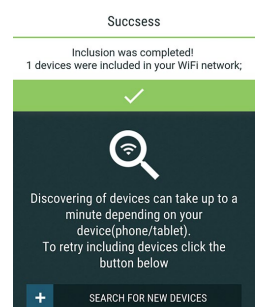 Succsess
Inclusion was completed!
1 devices were included in your WiFi network;
Discovering of devices can take up to a
minute depending on your
device(phone/tablet).
To retry including devices click the
button below
+ SEARCH FOR NEW DEVICES